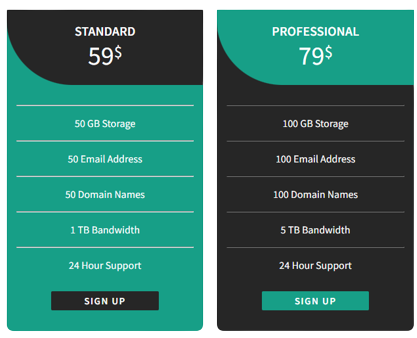 STANDARD
59$
50 GB Storage
50 Email Address
50 Domain Names
1 TB Bandwidth
24 Hour Support
SIGN UP
PROFESSIONAL
79$
100 GB Storage
100 Email Address
100 Domain Names
5 TB Bandwidth
24 Hour Support
SIGN UP